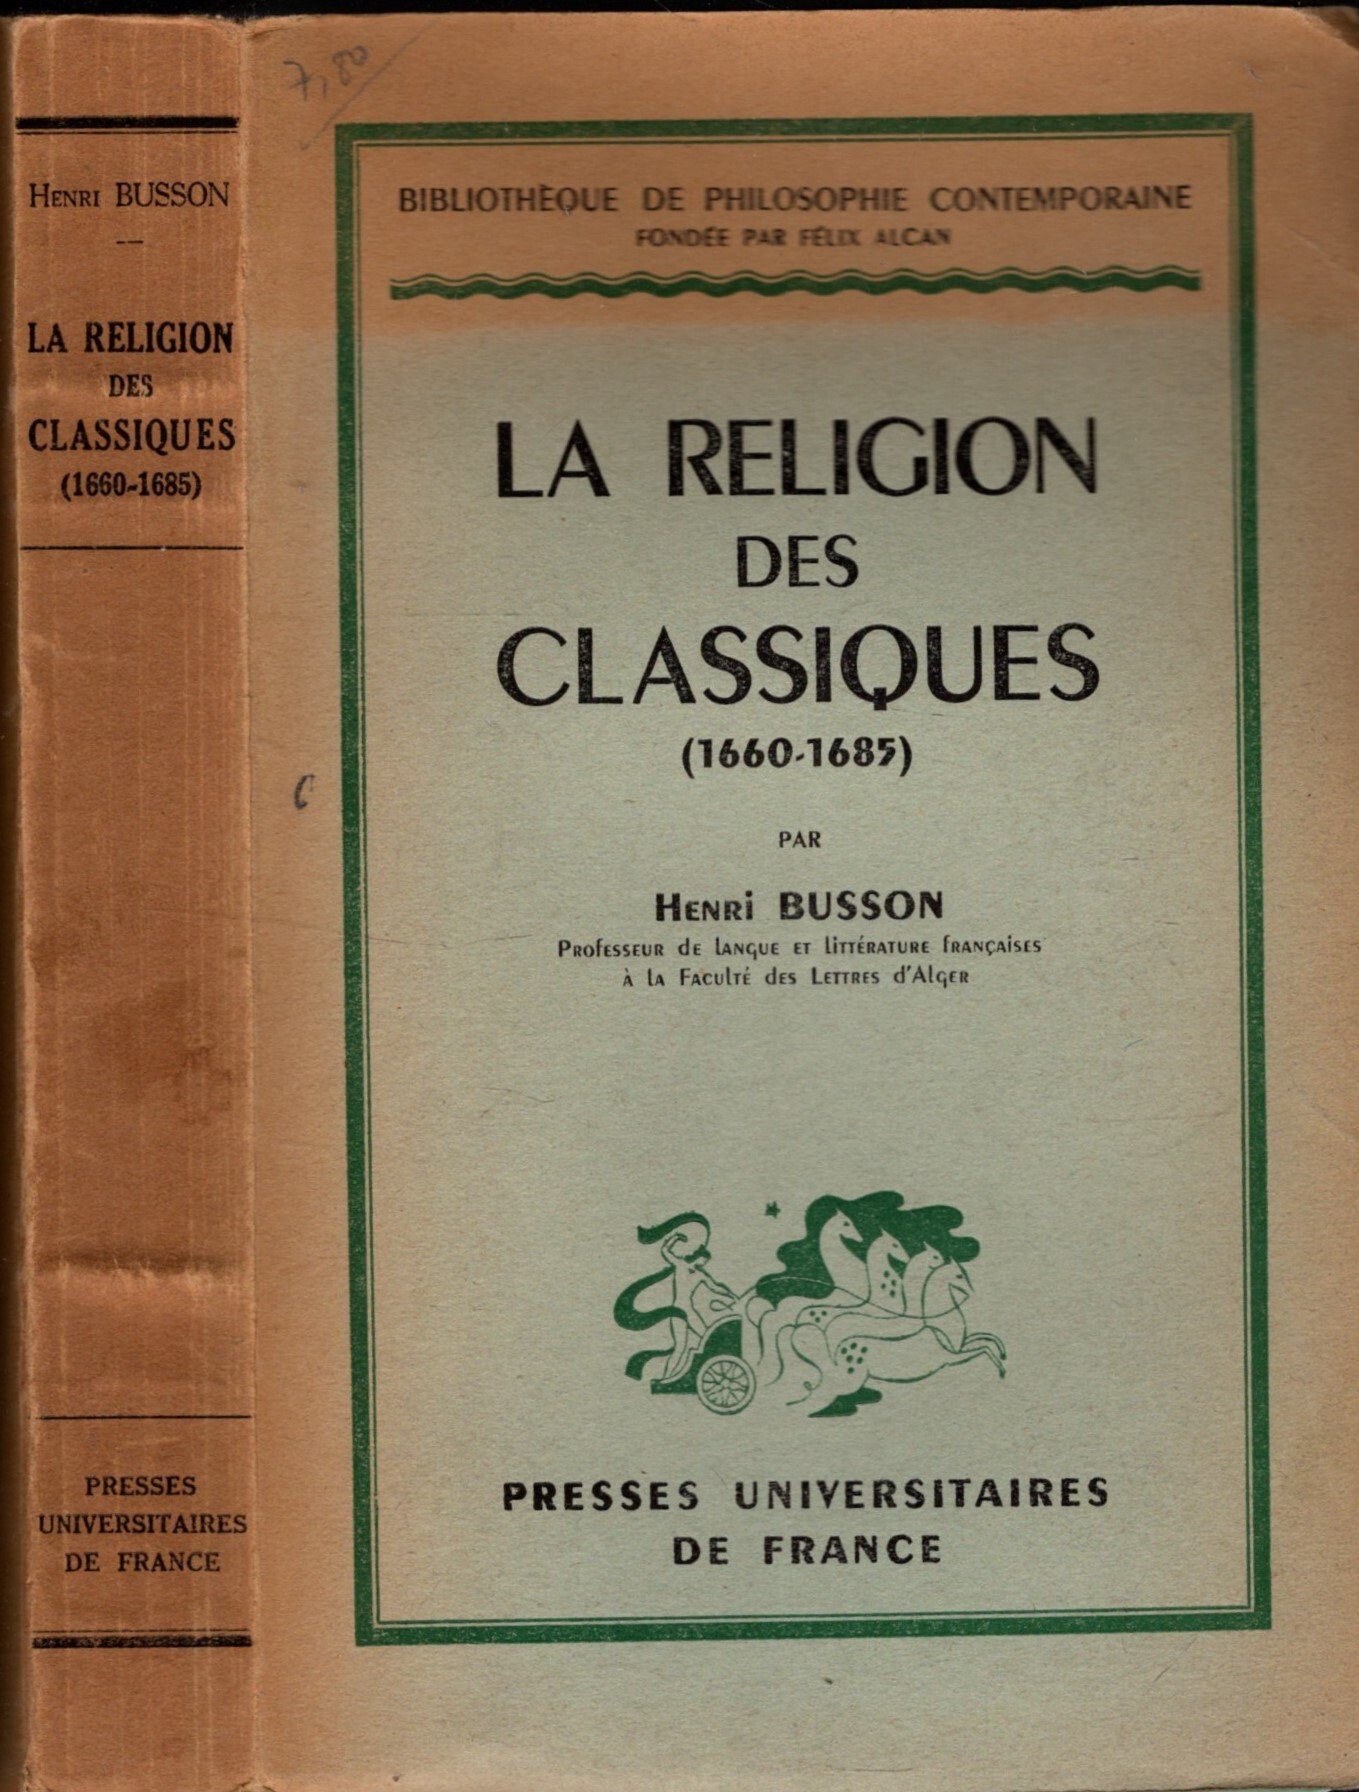 7,80
Henri BUSSON
LA RELIGION
DES
CLASSIQUES
(1660-1685)
PRESSES
UNIVERSITAIRES
DE FRANCE
BIBLIOTHÈQUE DE PHILOSOPHIE CONTEMPORAINE
FONDÉE PAR FÉLIX ALCAN
LA RELIGION
DES
CLASSIQUES
(1660-1685)
PAR
Henri BUSSON
Professeur de langue et littérature françaises
à la Faculté des Lettres d'Alger
PRESSES UNIVERSITAIRES
DE FRANCE